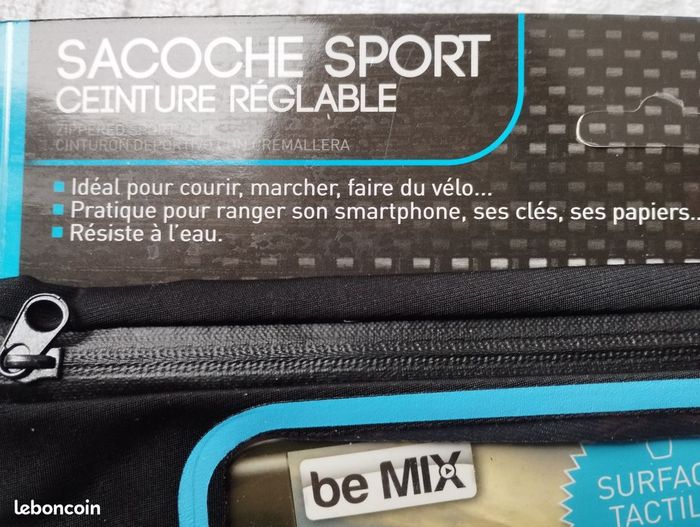 SACOCHE SPORT
CEINTURE RÉGLABLE
ZIPPERED SPORT BELT
CINTURÓN DEPORTIVO CON CREMALLERA
Idéal pour courir, marcher, faire du vélo...
Pratique pour ranger son smartphone, ses clés, ses papiers...
Résiste à l'eau.
be MIX
SURFAC
TACTIL
leboncoin